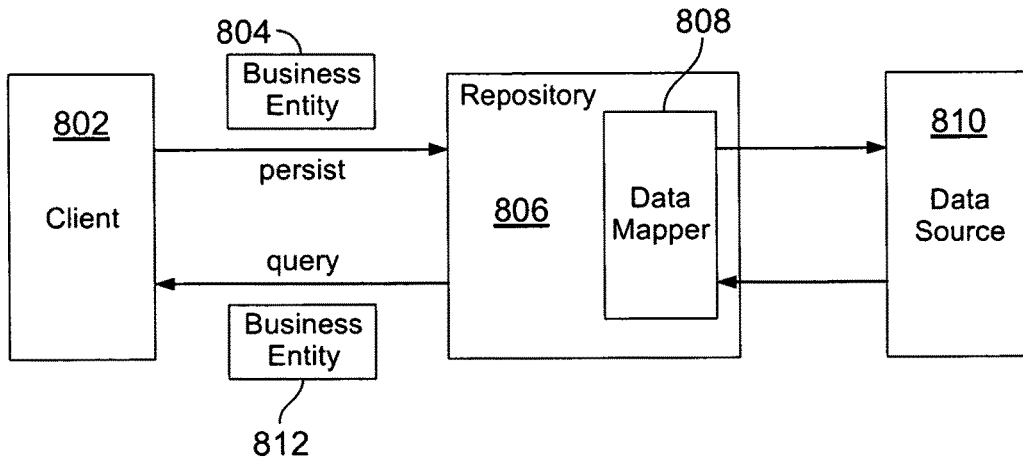 804
Business
Entity
808
802
Client
persist
Repository
806
Data
Mapper
810
Data
Source
query
Business
Entity
812